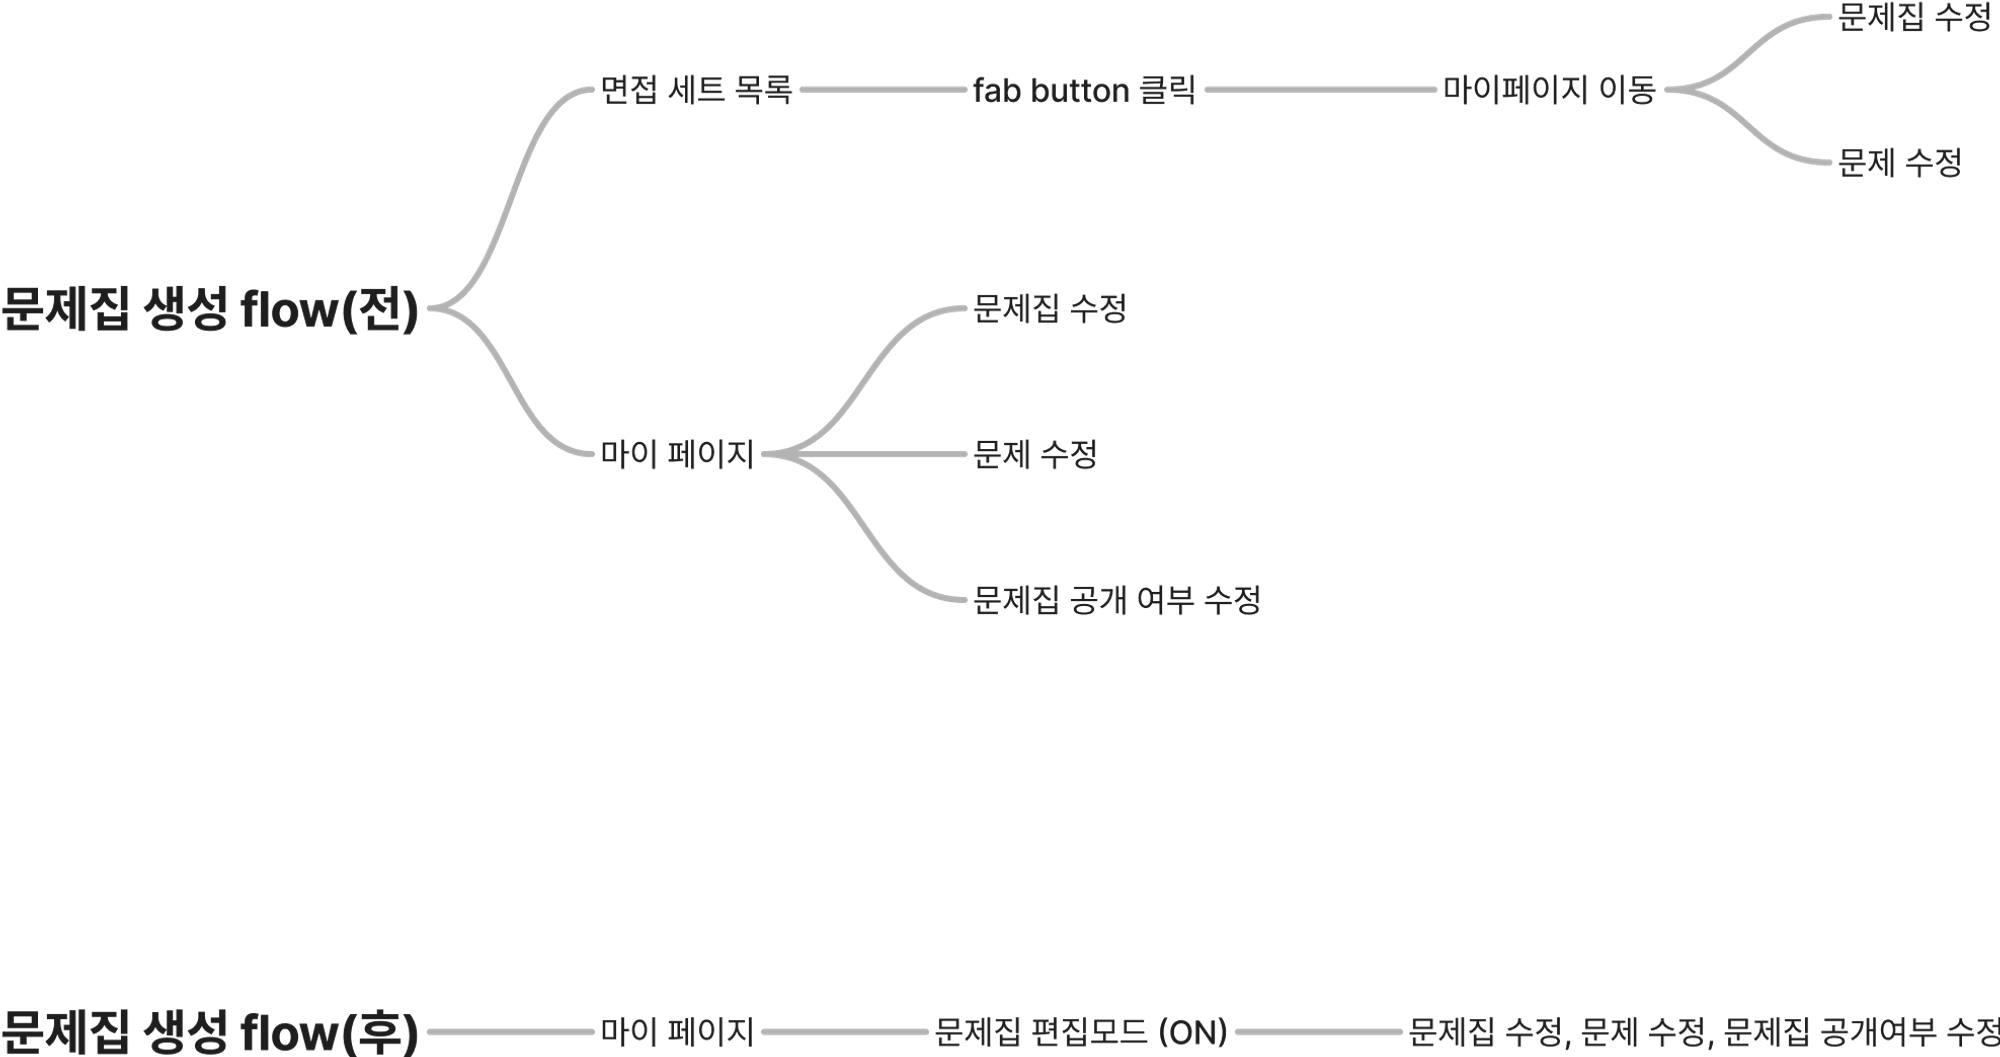 문제집 생성 flow(전)
면접 세트 목록
fab button 클릭
마이페이지 이동
문제집 수정
문제 수정
마이 페이지
문제집 수정
문제 수정
문제집 공개 여부 수정
문제집 생성 flow(후)
마이 페이지
문제집 편집모드 (ON)
문제집 수정, 문제 수정, 문제집 공개여부 수정